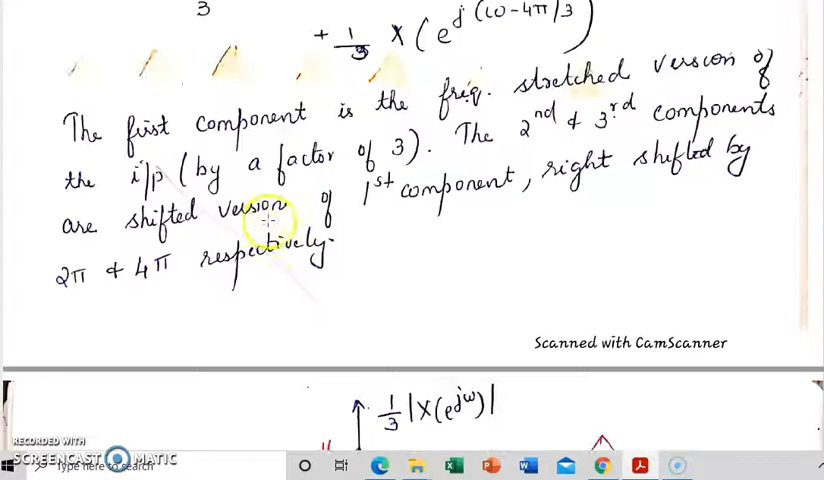 3
+ 1/3 X(e^j(ω-4π)/3)
The first component is the freq. stretched version of
the i/p (by a factor of 3). The 2nd & 3rd components
are shifted version of 1st component, right shifted by
2π & 4π respectively.
Scanned with CamScanner
1/3 |X(e^jω)|
RECORDED WITH
SCREENCAST MATIC
Type here to search